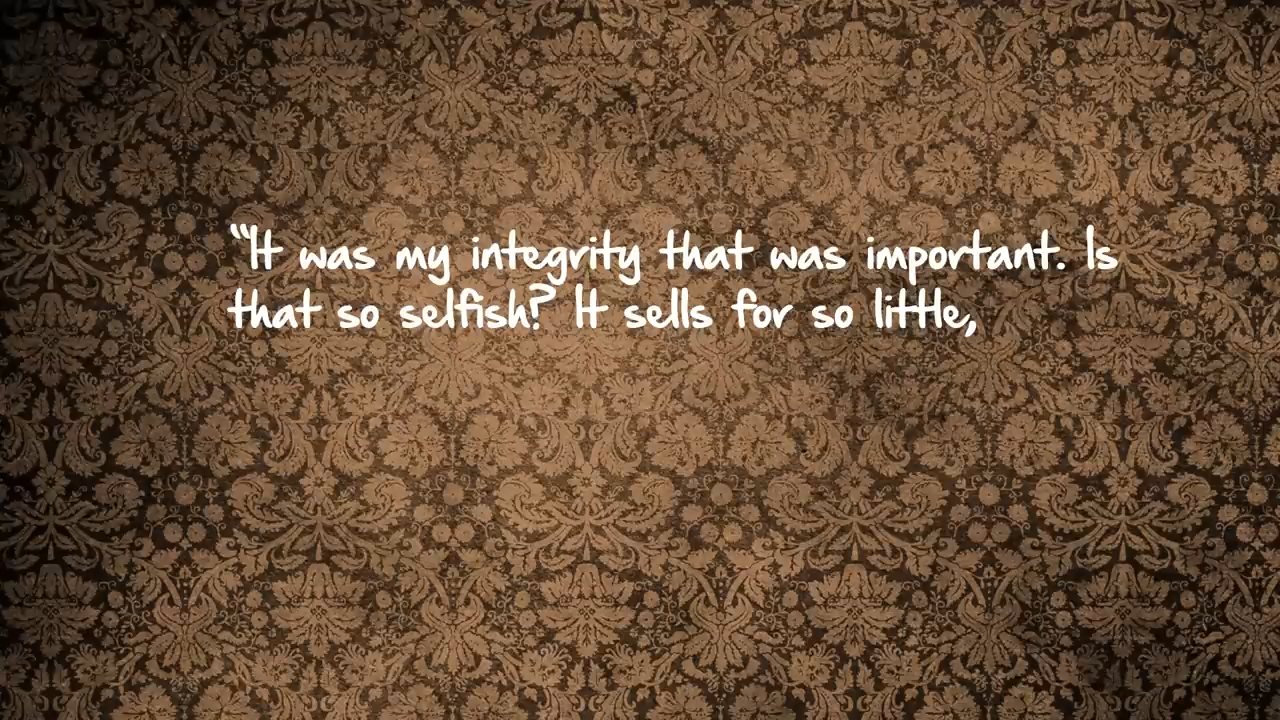 “It was my integrity that was important. Is
that so selfish? It sells for so little,